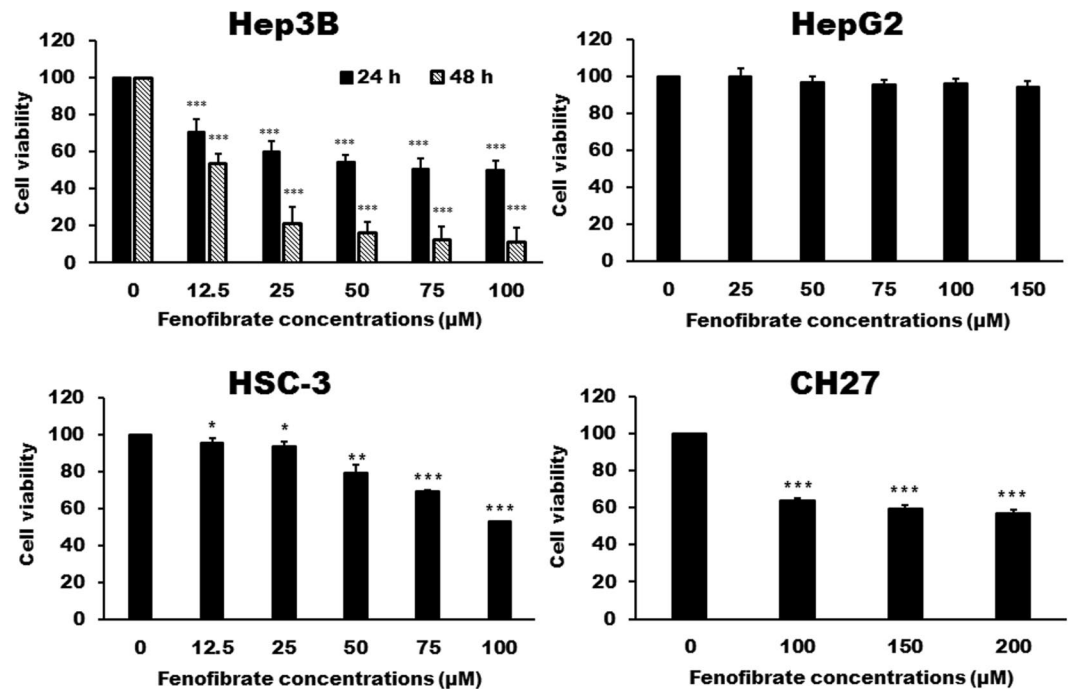 Hep3B
120
100
80
60
40
20
0
Cell viability
24 h
48 h
***
***
***
***
***
***
***
***
***
***
0 12.5 25 50 75 100
Fenofibrate concentrations (µM)
HepG2
120
100
80
60
40
20
0
Cell viability
0 25 50 75 100 150
Fenofibrate concentrations (µM)
HSC-3
120
100
80
60
40
20
0
Cell viability
*
*
**
***
***
0 12.5 25 50 75 100
Fenofibrate concentrations (µM)
CH27
120
100
80
60
40
20
0
Cell viability
***
***
***
0 100 150 200
Fenofibrate concentrations (µM)